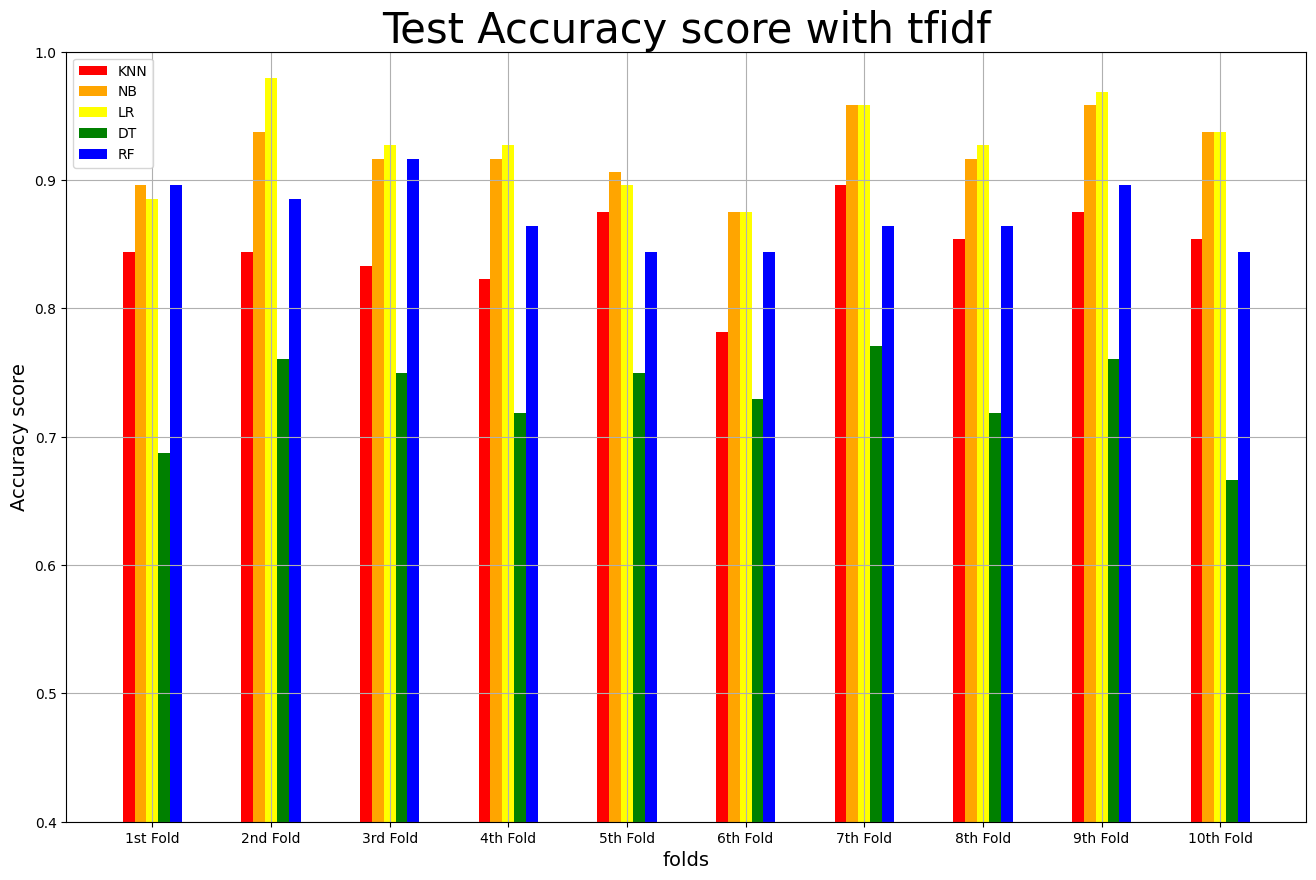 Test Accuracy score with tfidf
KNN
NB
LR
DT
RF
1.0
0.9
0.8
0.7
0.6
0.5
0.4
Accuracy score
1st Fold 2nd Fold 3rd Fold 4th Fold 5th Fold 6th Fold 7th Fold 8th Fold 9th Fold 10th Fold
folds